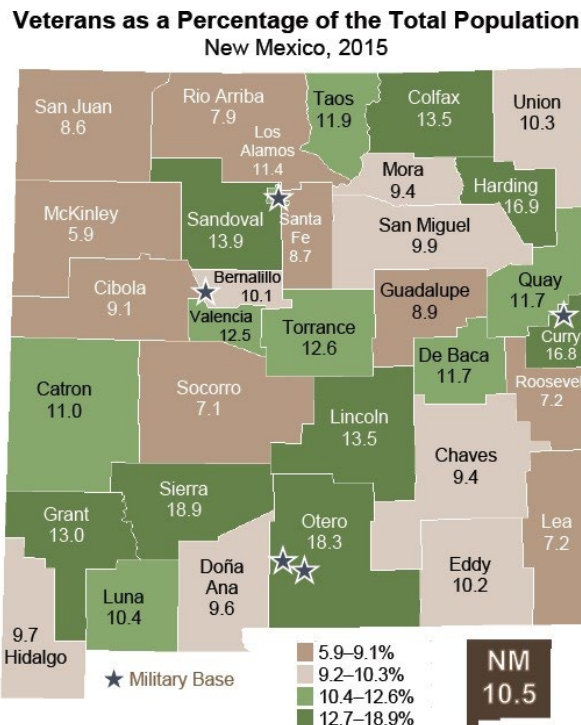 Veterans as a Percentage of the Total Population
New Mexico, 2015
San Juan
8.6
Rio Arriba
7.9
Taos
11.9
Colfax
13.5
Union
10.3
Los
Alamos
11.4
Mora
9.4
Harding
16.9
McKinley
5.9
Sandoval
13.9
Santa
Fe
8.7
San Miguel
9.9
Cibola
9.1
Bernalillo
10.1
Guadalupe
8.9
Quay
11.7
Valencia
12.5
Torrance
12.6
Curry
16.8
De Baca
11.7
Catron
11.0
Socorro
7.1
Roosevelt
7.2
Lincoln
13.5
Chaves
9.4
Sierra
18.9
Grant
13.0
Otero
18.3
Lea
7.2
Doña
Ana
9.6
Eddy
10.2
Luna
10.4
9.7
Hidalgo
Military Base
5.9–9.1%
9.2–10.3%
10.4–12.6%
12.7–18.9%
NM
10.5